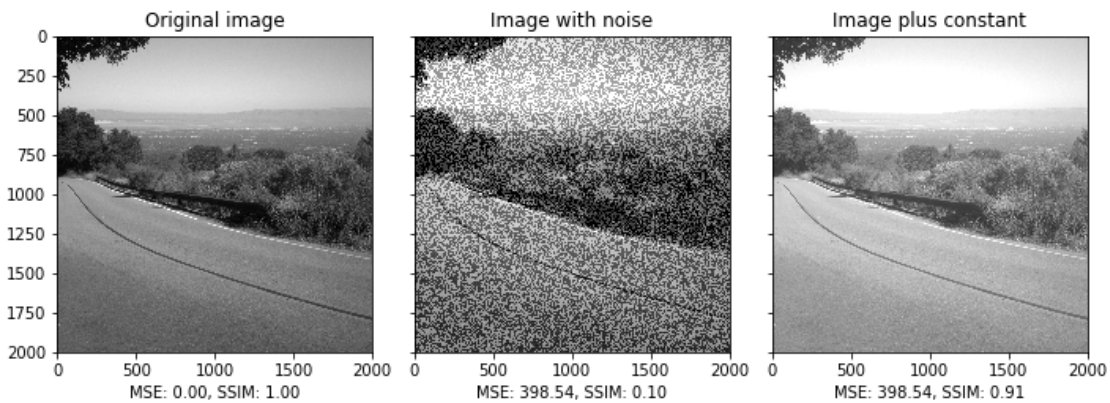 Original image
Image with noise
Image plus constant
0
250
500
750
1000
1250
1500
1750
2000
0 500 1000 1500 2000
0 500 1000 1500 2000
0 500 1000 1500 2000
MSE: 0.00, SSIM: 1.00
MSE: 398.54, SSIM: 0.10
MSE: 398.54, SSIM: 0.91